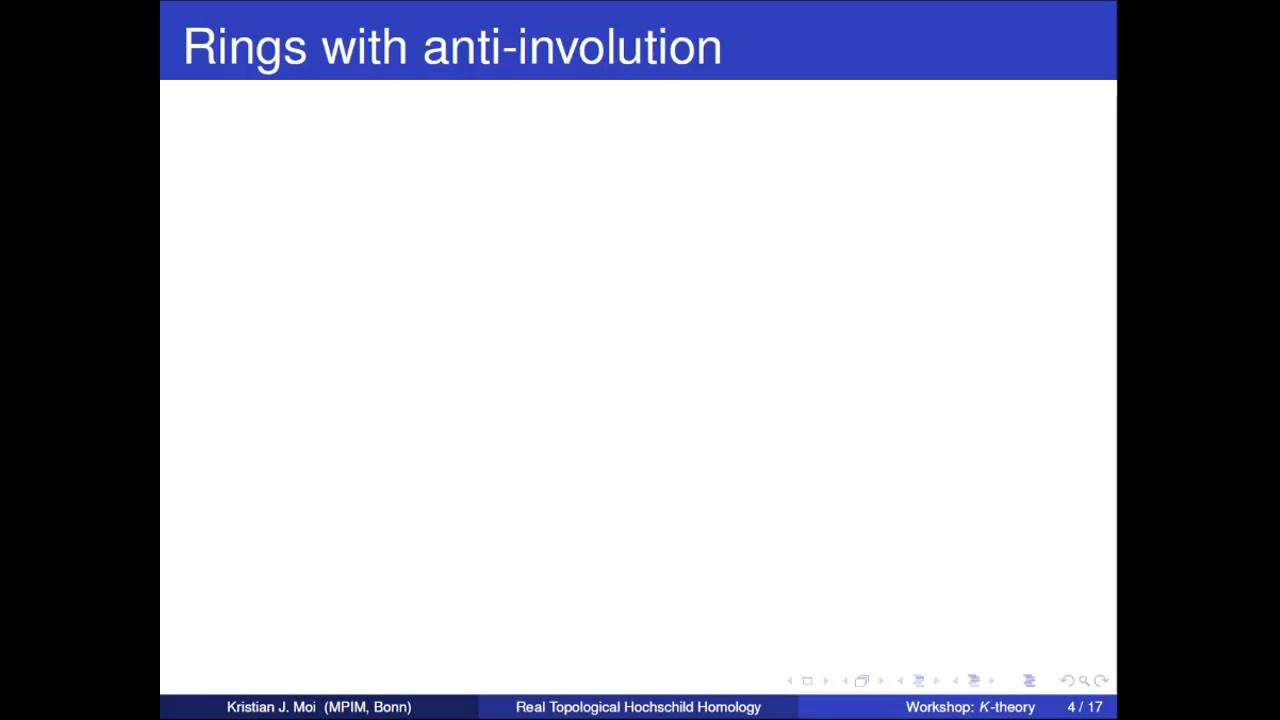 Rings with anti-involution
Kristian J. Moi (MPIM, Bonn) Real Topological Hochschild Homology Workshop: K-theory 4 / 17